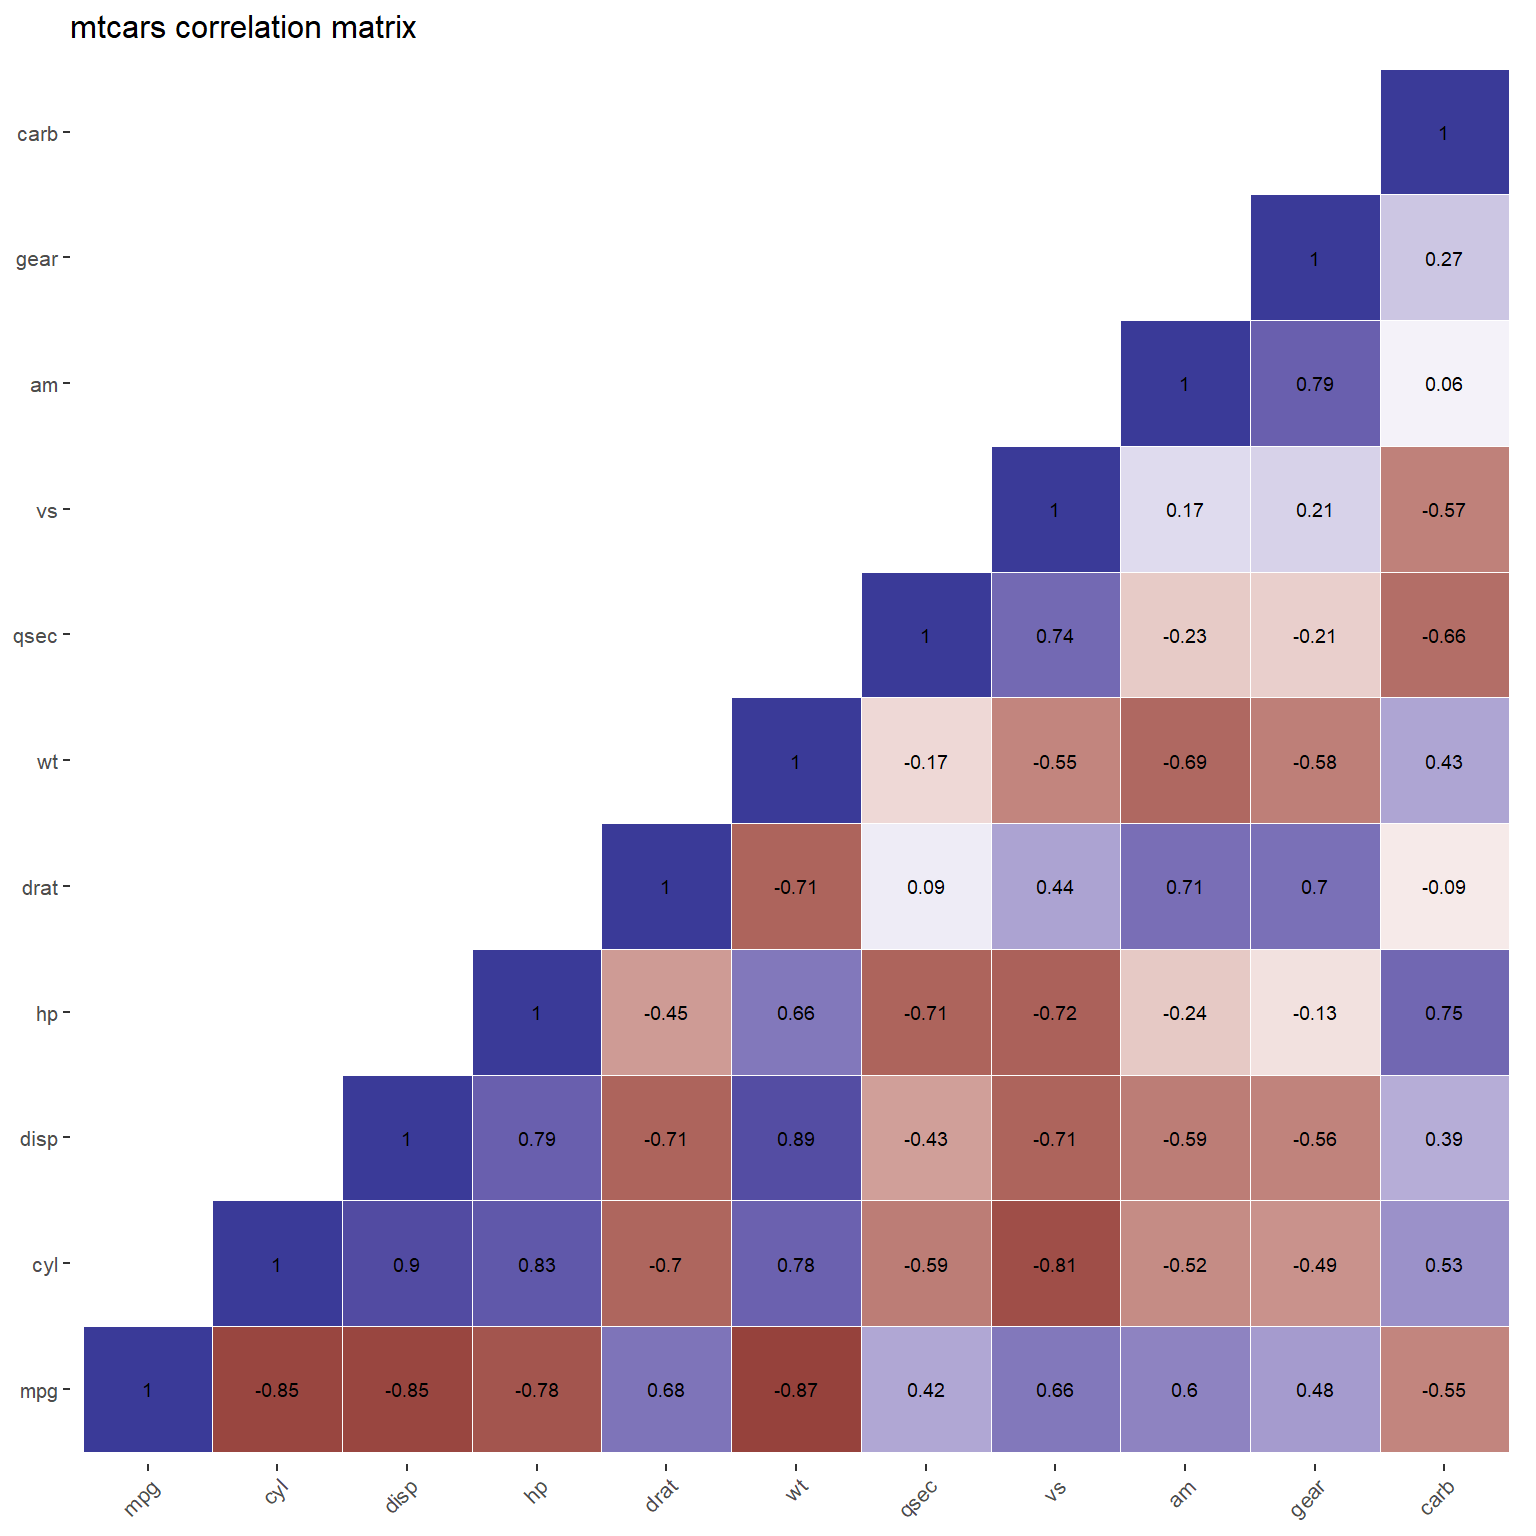 mtcars correlation matrix
carb 1
gear 1 0.27
am 1 0.79 0.06
vs 1 0.17 0.21 -0.57
qsec 1 0.74 -0.23 -0.21 -0.66
wt 1 -0.17 -0.55 -0.69 -0.58 0.43
drat 1 -0.71 0.09 0.44 0.71 0.7 -0.09
hp 1 -0.45 0.66 -0.71 -0.72 -0.24 -0.13 0.75
disp 1 0.79 -0.71 0.89 -0.43 -0.71 -0.59 -0.56 0.39
cyl 1 0.9 0.83 -0.7 0.78 -0.59 -0.81 -0.52 -0.49 0.53
mpg 1 -0.85 -0.85 -0.78 0.68 -0.87 0.42 0.66 0.6 0.48 -0.55
mpg cyl disp hp drat wt qsec vs am gear carb